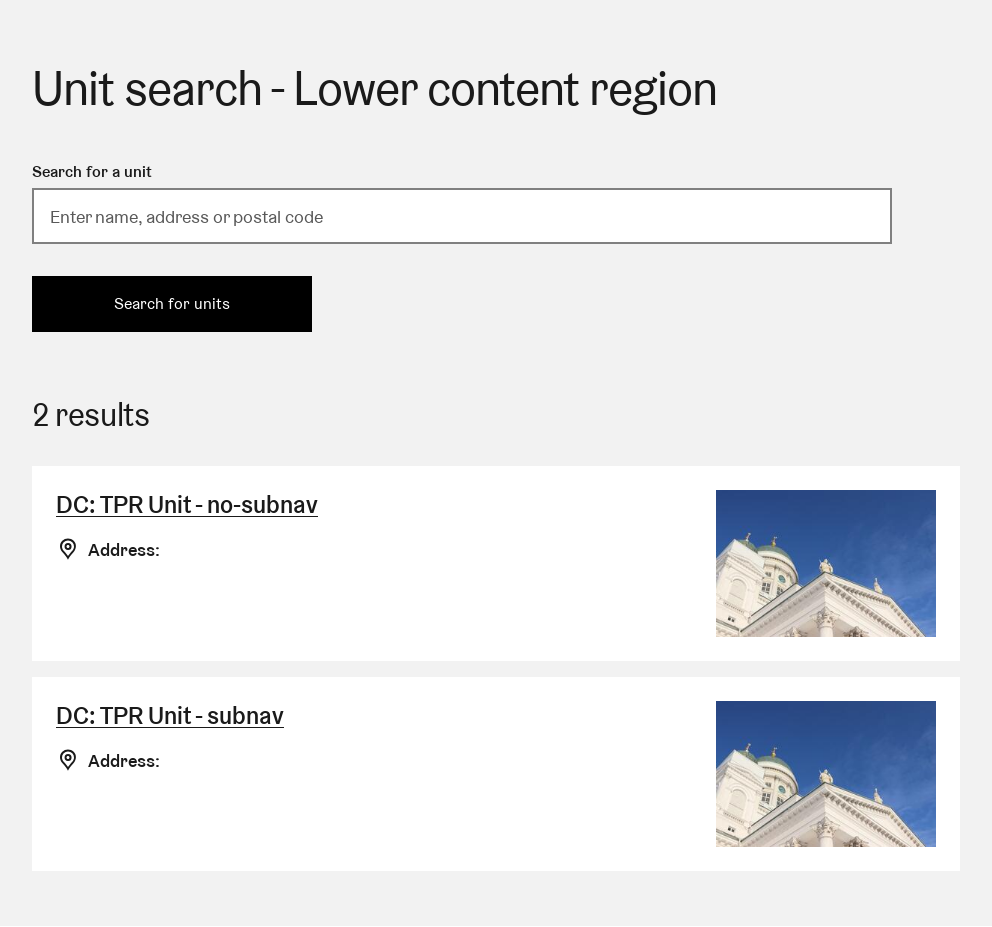 Unit search - Lower content region
Search for a unit
Enter name, address or postal code
Search for units
2 results
DC: TPR Unit - no-subnav
Address:
DC: TPR Unit - subnav
Address: